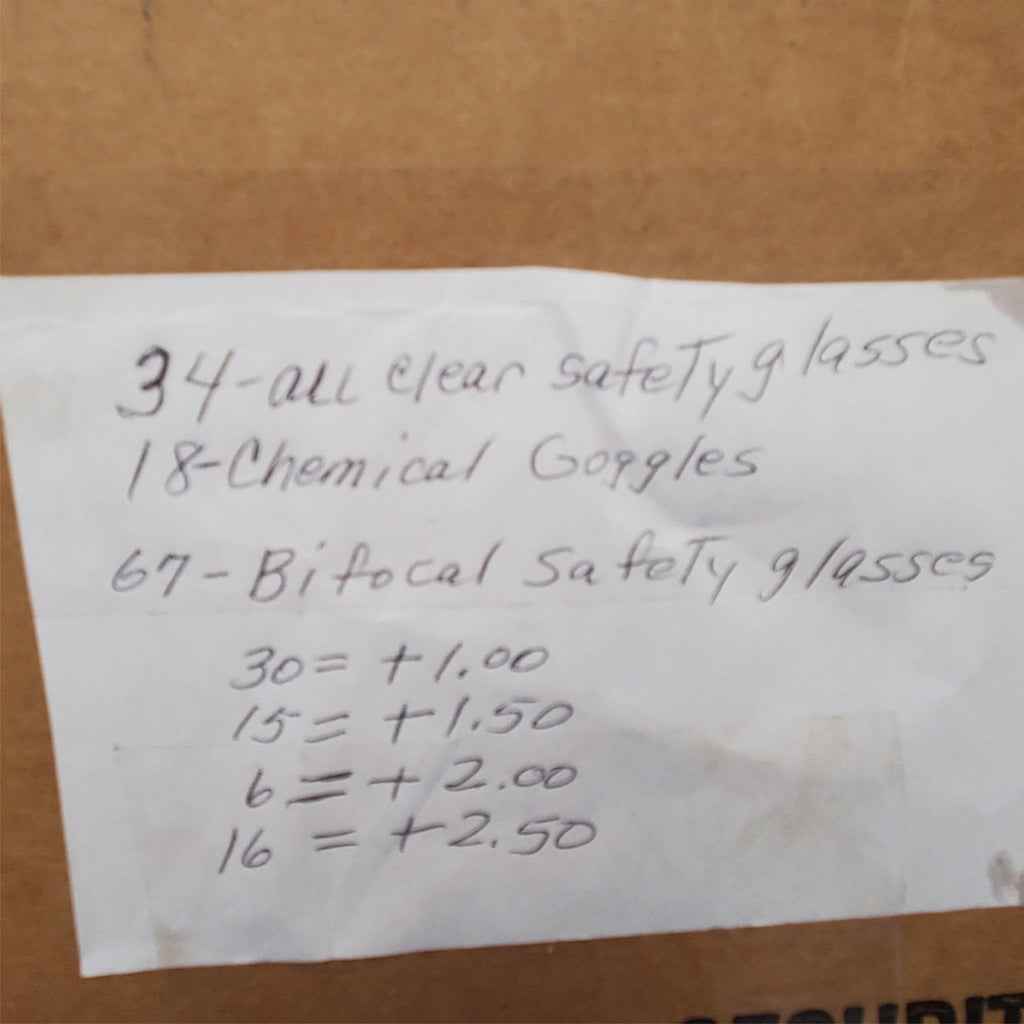 34-all clear safety glasses
18-Chemical Goggles
67-Bifocal Safety glasses
30= +1.00
15= +1.50
6 = + 2.00
16 = +2.50